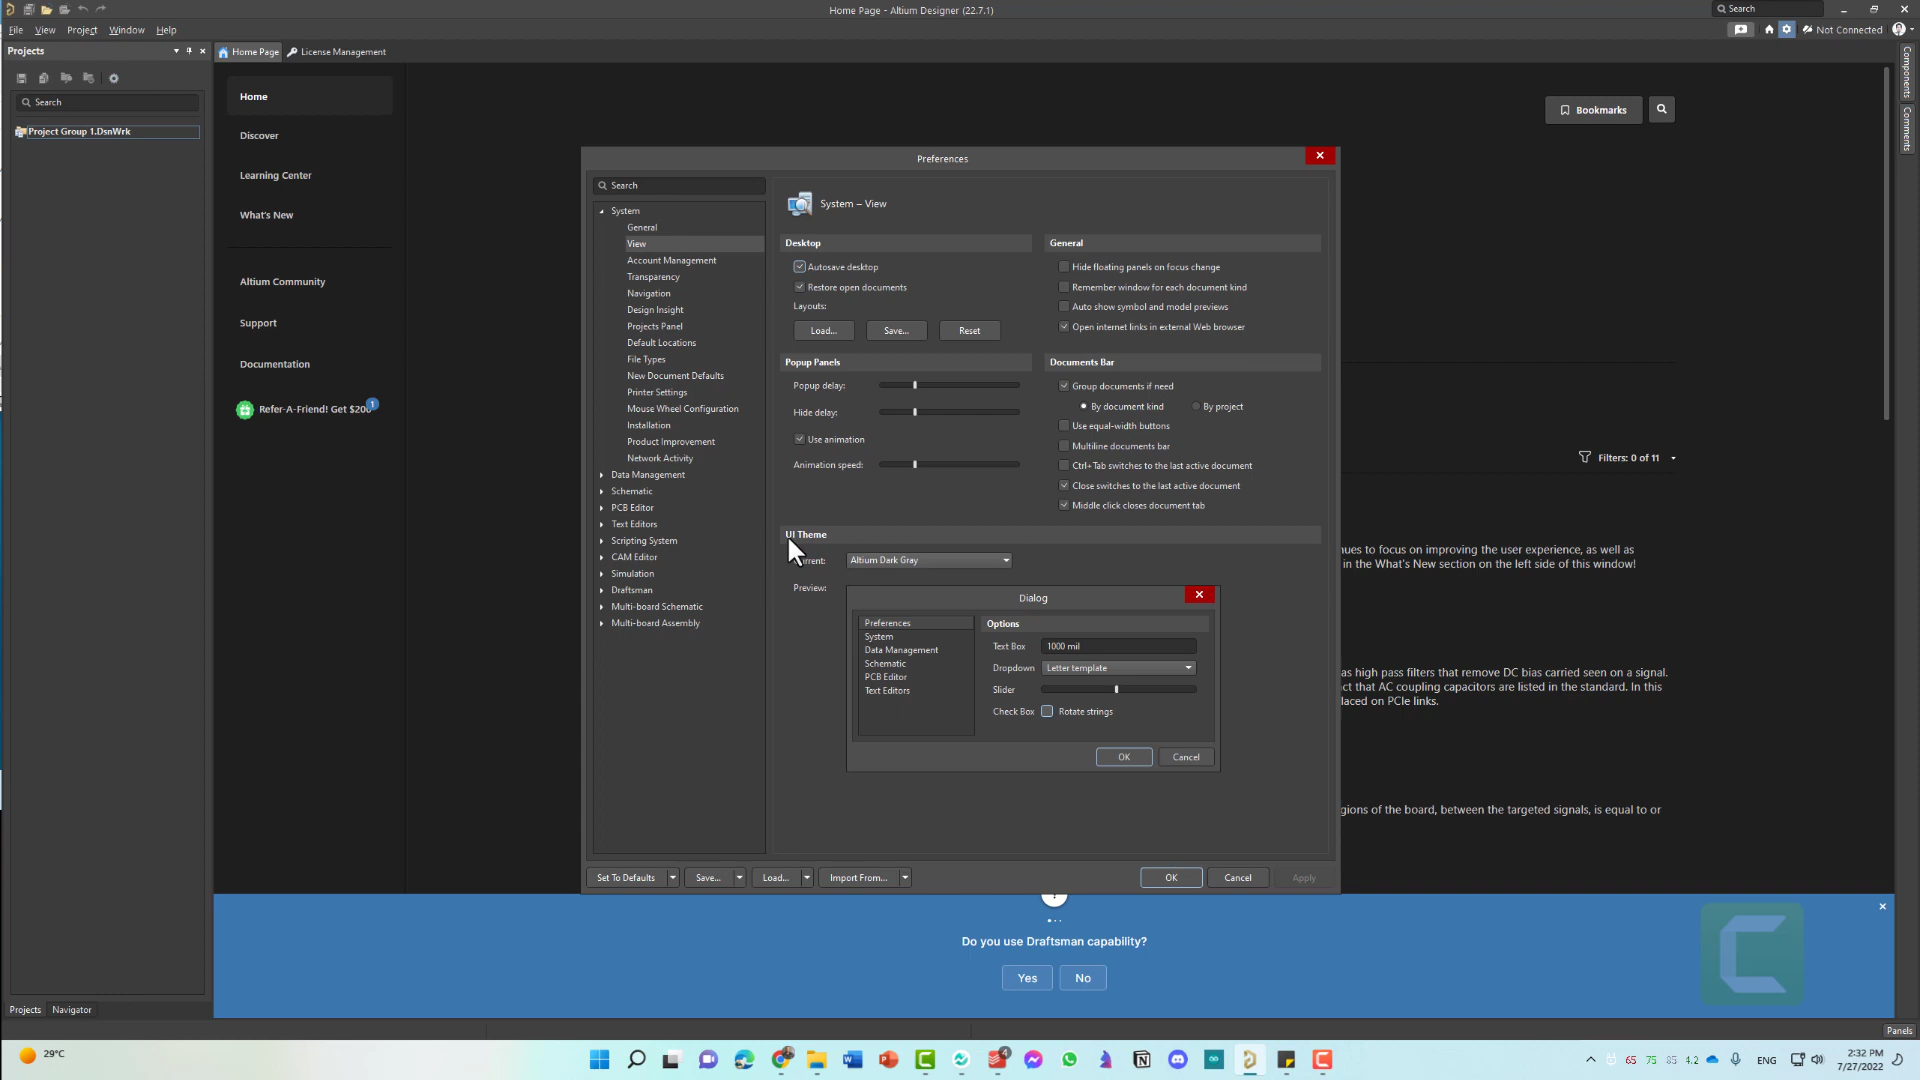 Home Page - Altium Designer (22.7.1)
Search
File View Project Window Help
Not Connected
Projects
Home Page
License Management
Search
Project Group 1.DsnWrk
Home
Discover
Learning Center
What's New
Altium Community
Support
Documentation
Refer-A-Friend! Get $200
1
Bookmarks
Components
Comments
Filters: 0 of 11
Preferences
Search
System
General
View
Account Management
Transparency
Navigation
Design Insight
Projects Panel
Default Locations
File Types
New Document Defaults
Printer Settings
Mouse Wheel Configuration
Installation
Product Improvement
Network Activity
Data Management
Schematic
PCB Editor
Text Editors
Scripting System
CAM Editor
Simulation
Draftsman
Multi-board Schematic
Multi-board Assembly
System – View
Desktop
Autosave desktop
Restore open documents
Layouts:
Load... Save... Reset
General
Hide floating panels on focus change
Remember window for each document kind
Auto show symbol and model previews
Open internet links in external Web browser
Popup Panels
Popup delay:
Hide delay:
Use animation
Animation speed:
Documents Bar
Group documents if need
By document kind By project
Use equal-width buttons
Multiline documents bar
Ctrl+Tab switches to the last active document
Close switches to the last active document
Middle click closes document tab
UI Theme
Altium Dark Gray
Preview:
Dialog
Preferences
System
Data Management
Schematic
PCB Editor
Text Editors
Options
Text Box 1000 mil
Dropdown Letter template
Slider
Check Box Rotate strings
OK Cancel
Set To Defaults Save... Load... Import From... OK Cancel Apply
nues to focus on improving the user experience, as well as
in the What's New section on the left side of this window!
as high pass filters that remove DC bias carried seen on a signal.
ct that AC coupling capacitors are listed in the standard. In this
laced on PCIe links.
gions of the board, between the targeted signals, is equal to or
Do you use Draftsman capability?
Yes No
Projects Navigator
Panels
29°C
4
65 75 85 4.2
ENG
2:32 PM
7/27/2022